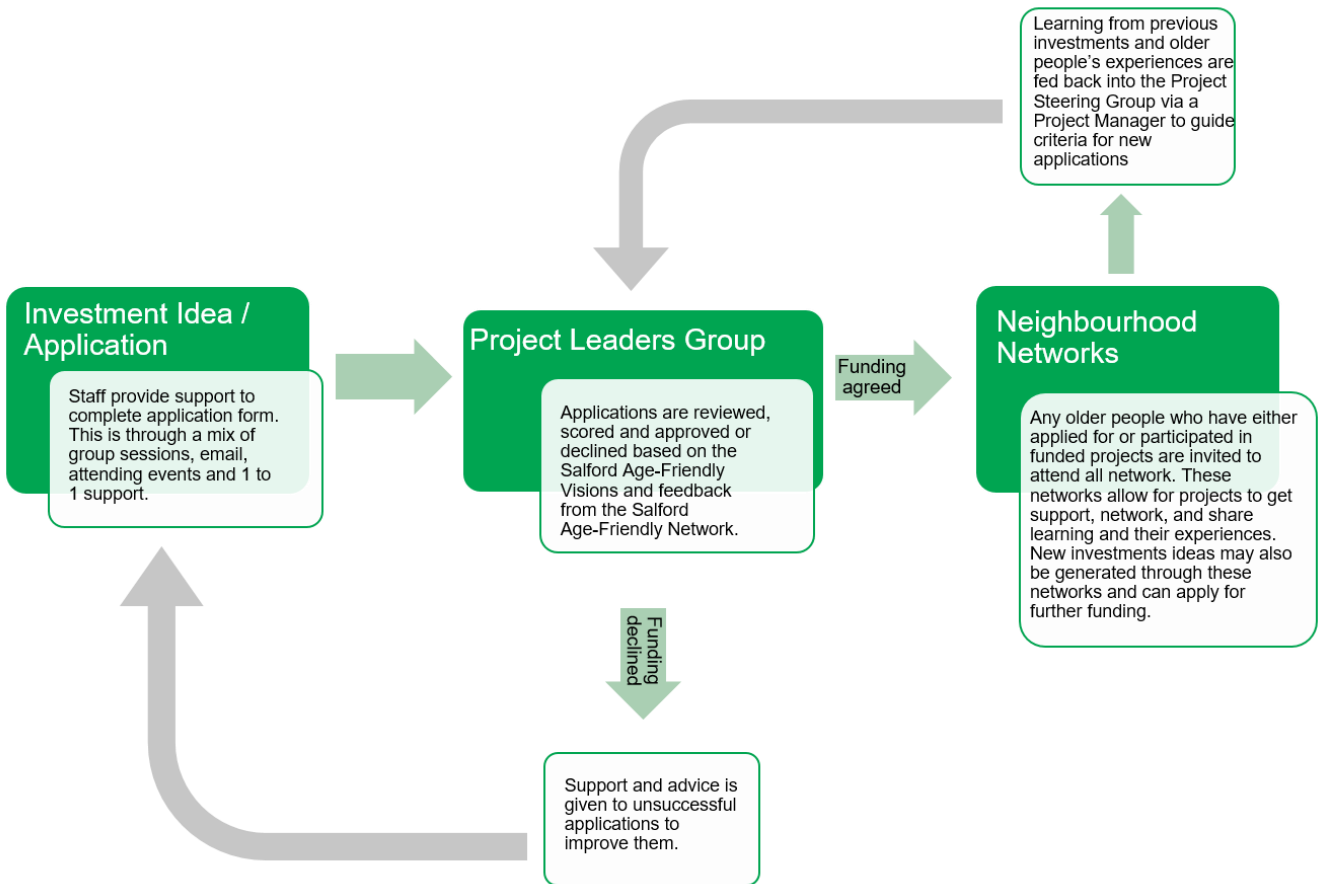 Learning from previous
investments and older
people’s experiences are
fed back into the Project
Steering Group via a
Project Manager to guide
criteria for new
applications
Investment Idea /
Application
Staff provide support to
complete application form.
This is through a mix of
group sessions, email,
attending events and 1 to
1 support.
Project Leaders Group
Applications are reviewed,
scored and approved or
declined based on the
Salford Age-Friendly
Visions and feedback
from the Salford
Age-Friendly Network.
Funding
agreed
Neighbourhood
Networks
Any older people who have either
applied for or participated in
funded projects are invited to
attend all network. These
networks allow for projects to get
support, network, and share
learning and their experiences.
New investments ideas may also
be generated through these
networks and can apply for
further funding.
Funding
declined
Support and advice is
given to unsuccessful
applications to
improve them.